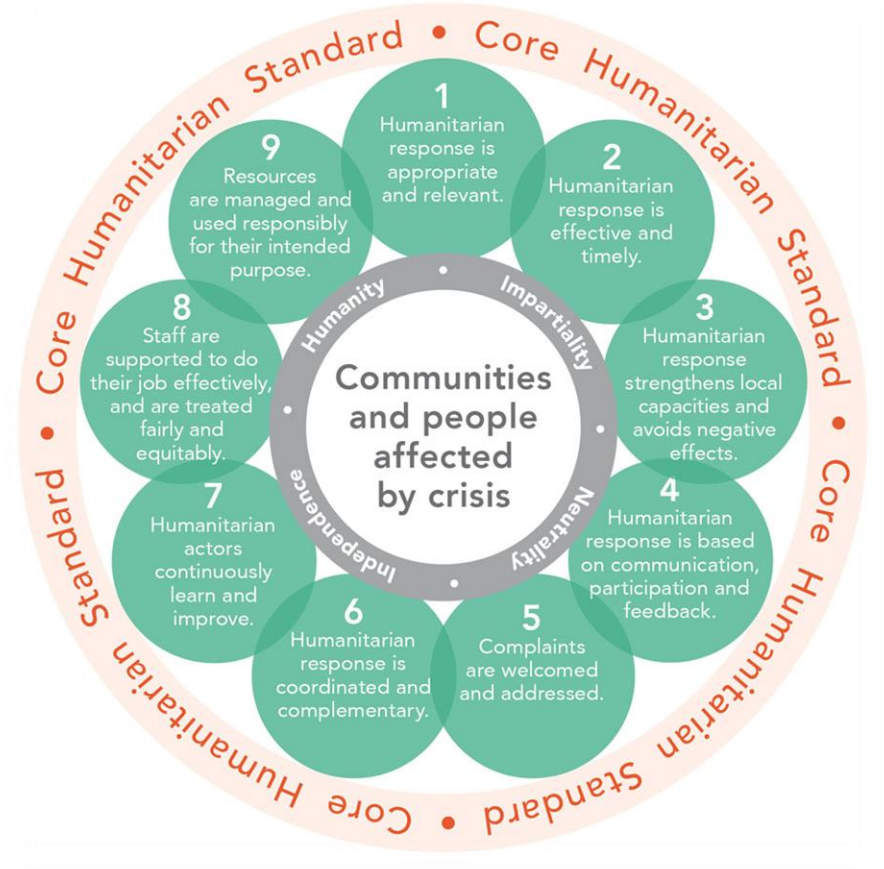 Core Humanitarian Standard • Core Humanitarian Standard • Core Humanitarian Standard • Core Humanitarian Standard •
1
Humanitarian
response is
appropriate
and relevant.
2
Humanitarian
response is
effective and
timely.
3
Humanitarian
response
strengthens local
capacities and
avoids negative
effects.
4
Humanitarian
response is based
on communication,
participation and
feedback.
5
Complaints
are welcomed
and addressed.
6
Humanitarian
response is
coordinated and
complementary.
7
Humanitarian
actors
continuously
learn and
improve.
8
Staff are
supported to do
their job effectively,
and are treated
fairly and
equitably.
9
Resources
are managed and
used responsibly
for their intended
purpose.
Humanity
Impartiality
Neutrality
Independence
Communities
and people
affected
by crisis